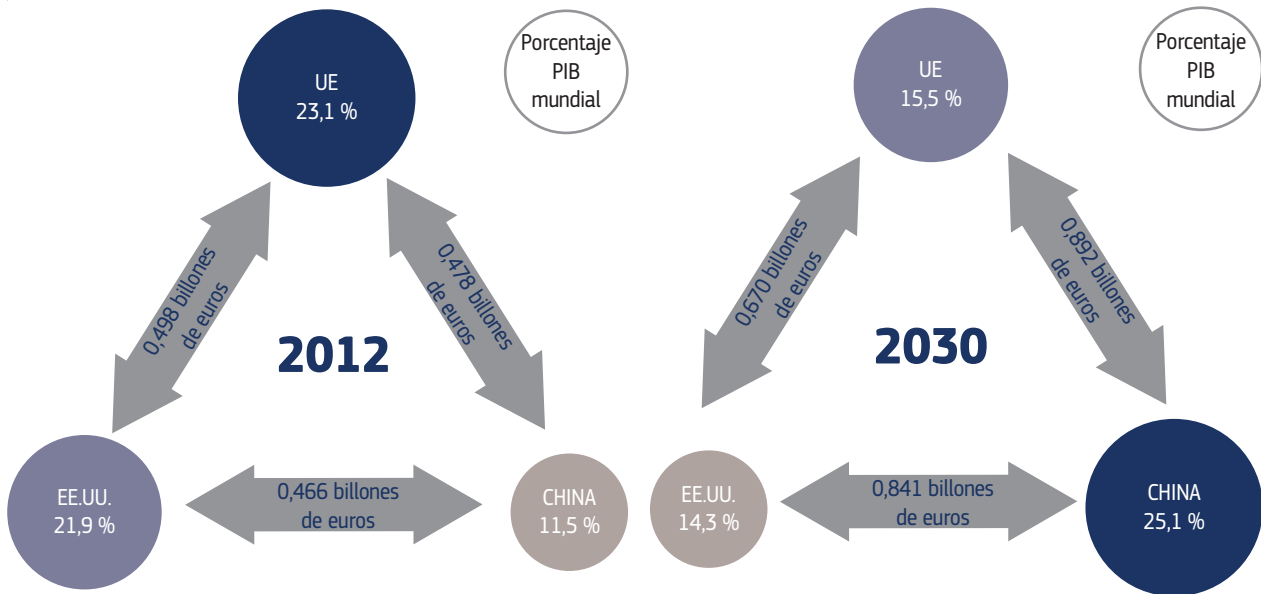 UE
23,1 %
Porcentaje
PIB
mundial
0,498 billones
de euros
0,478 billones
de euros
2012
EE.UU.
21,9 %
0,466 billones
de euros
CHINA
11,5 %
UE
15,5 %
Porcentaje
PIB
mundial
0,670 billones
de euros
0,892 billones
de euros
2030
EE.UU.
14,3 %
0,841 billones
de euros
CHINA
25,1 %